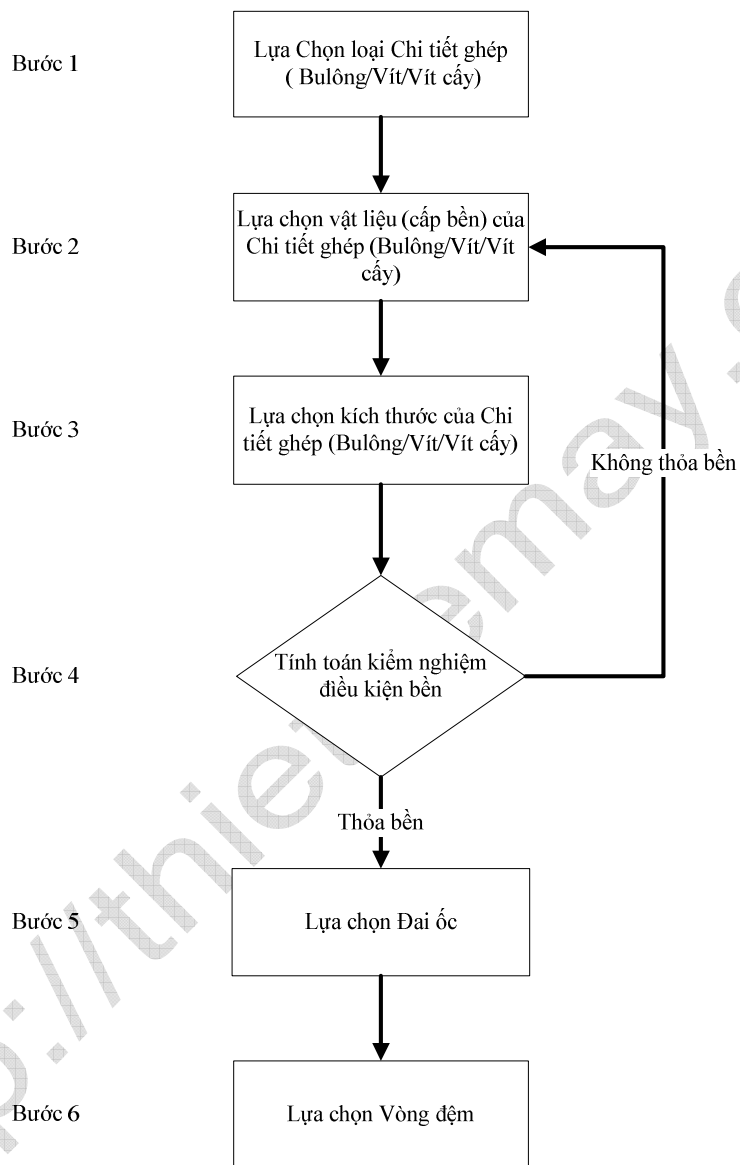 Bước 1
Lựa Chọn loại Chi tiết ghép
( Bulông/Vít/Vít cấy)
Bước 2
Lựa chọn vật liệu (cấp bền) của
Chi tiết ghép (Bulông/Vít/Vít
cấy)
Bước 3
Lựa chọn kích thước của Chi
tiết ghép (Bulông/Vít/Vít cấy)
Không thỏa bền
Bước 4
Tính toán kiểm nghiệm
điều kiện bền
Thỏa bền
Bước 5
Lựa chọn Đai ốc
Bước 6
Lựa chọn Vòng đệm